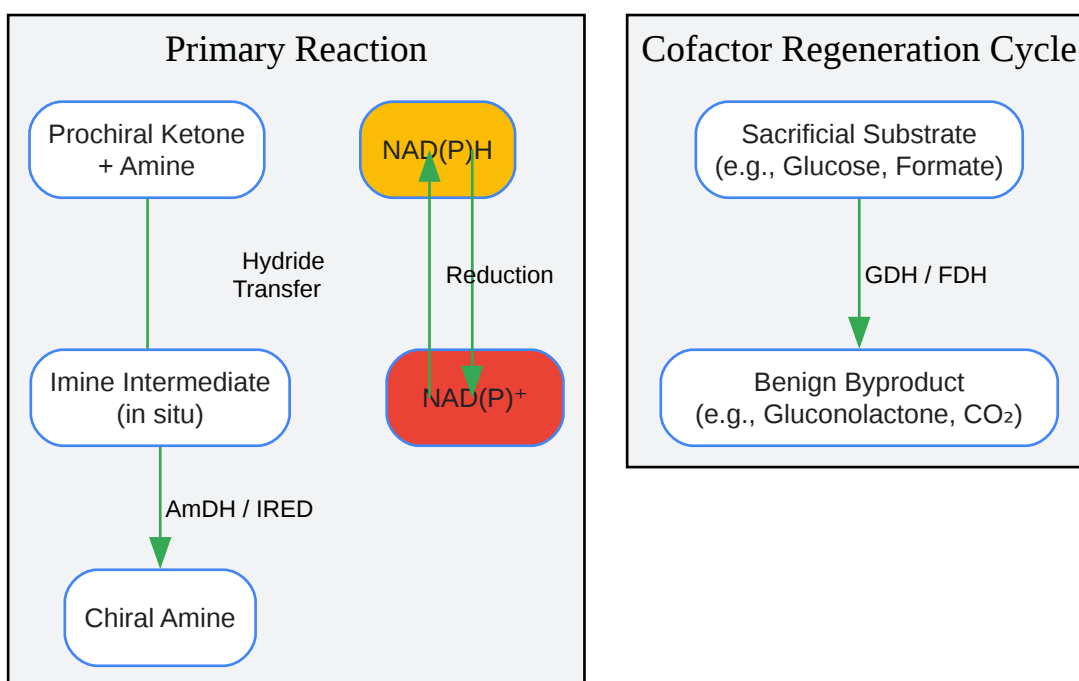 Primary Reaction
Prochiral Ketone
+ Amine
NAD(P)H
Hydride
Transfer
Reduction
Imine Intermediate
(in situ)
NAD(P)⁺
AmDH / IRED
Chiral Amine
Cofactor Regeneration Cycle
Sacrificial Substrate
(e.g., Glucose, Formate)
GDH / FDH
Benign Byproduct
(e.g., Gluconolactone, CO₂)